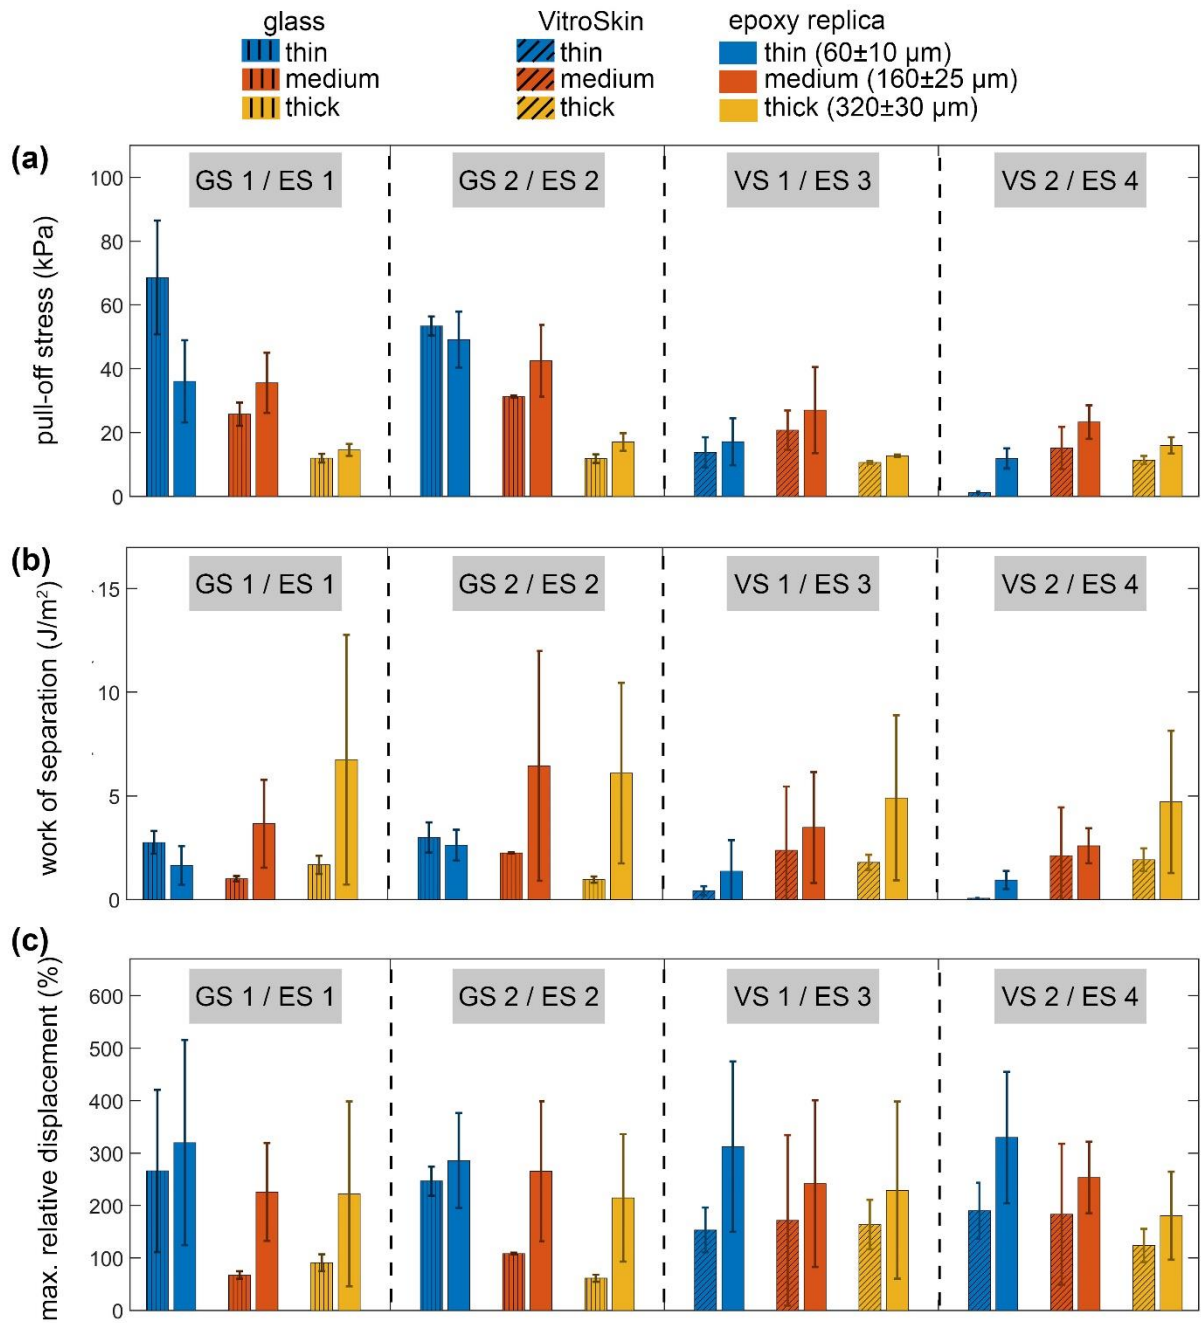 glass VitroSkin epoxy replica
thin thin thin (60±10 µm)
medium medium medium (160±25 µm)
thick thick thick (320±30 µm)
(a)
GS 1 / ES 1 GS 2 / ES 2 VS 1 / ES 3 VS 2 / ES 4
pull-off stress (kPa)
100
80
60
40
20
0
(b)
GS 1 / ES 1 GS 2 / ES 2 VS 1 / ES 3 VS 2 / ES 4
work of separation (J/m²)
15
10
5
0
(c)
GS 1 / ES 1 GS 2 / ES 2 VS 1 / ES 3 VS 2 / ES 4
max. relative displacement (%)
600
500
400
300
200
100
0